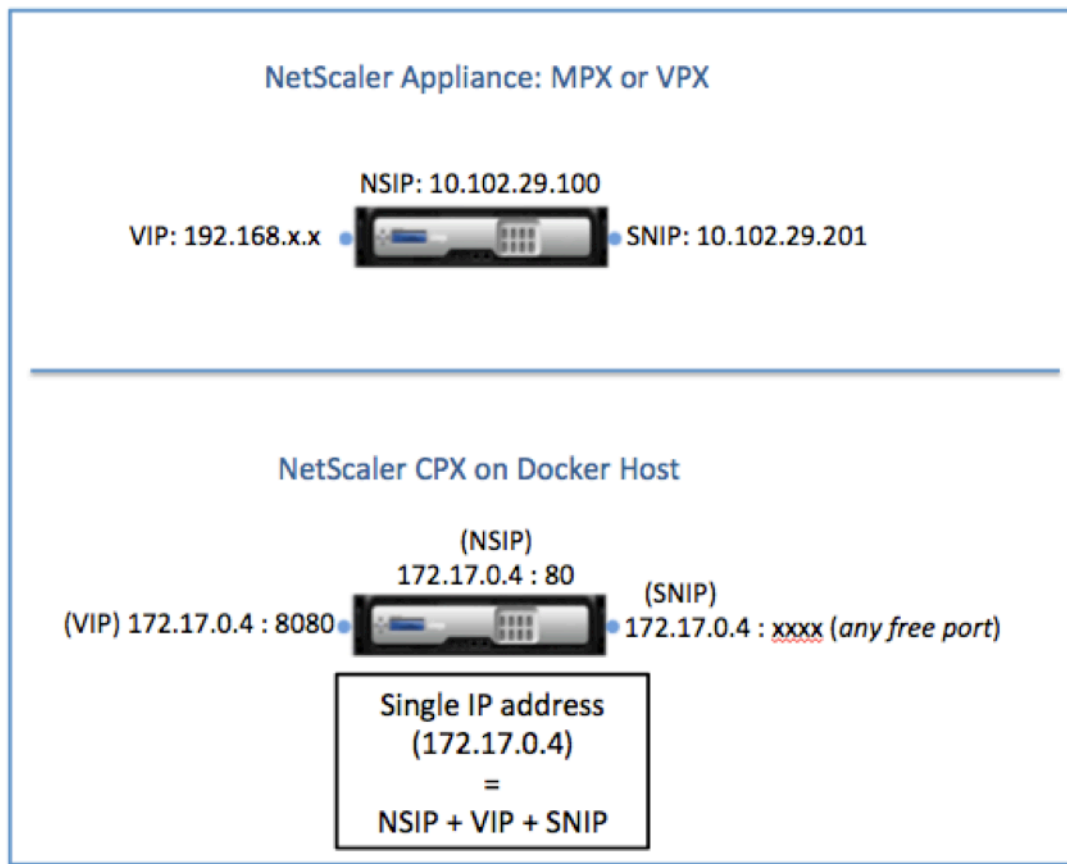 NetScaler Appliance: MPX or VPX
NSIP: 10.102.29.100
VIP: 192.168.x.x
SNIP: 10.102.29.201
NetScaler CPX on Docker Host
(NSIP)
172.17.0.4 : 80
(VIP) 172.17.0.4 : 8080
(SNIP)
172.17.0.4 : xxxx (any free port)
Single IP address
(172.17.0.4)
=
NSIP + VIP + SNIP